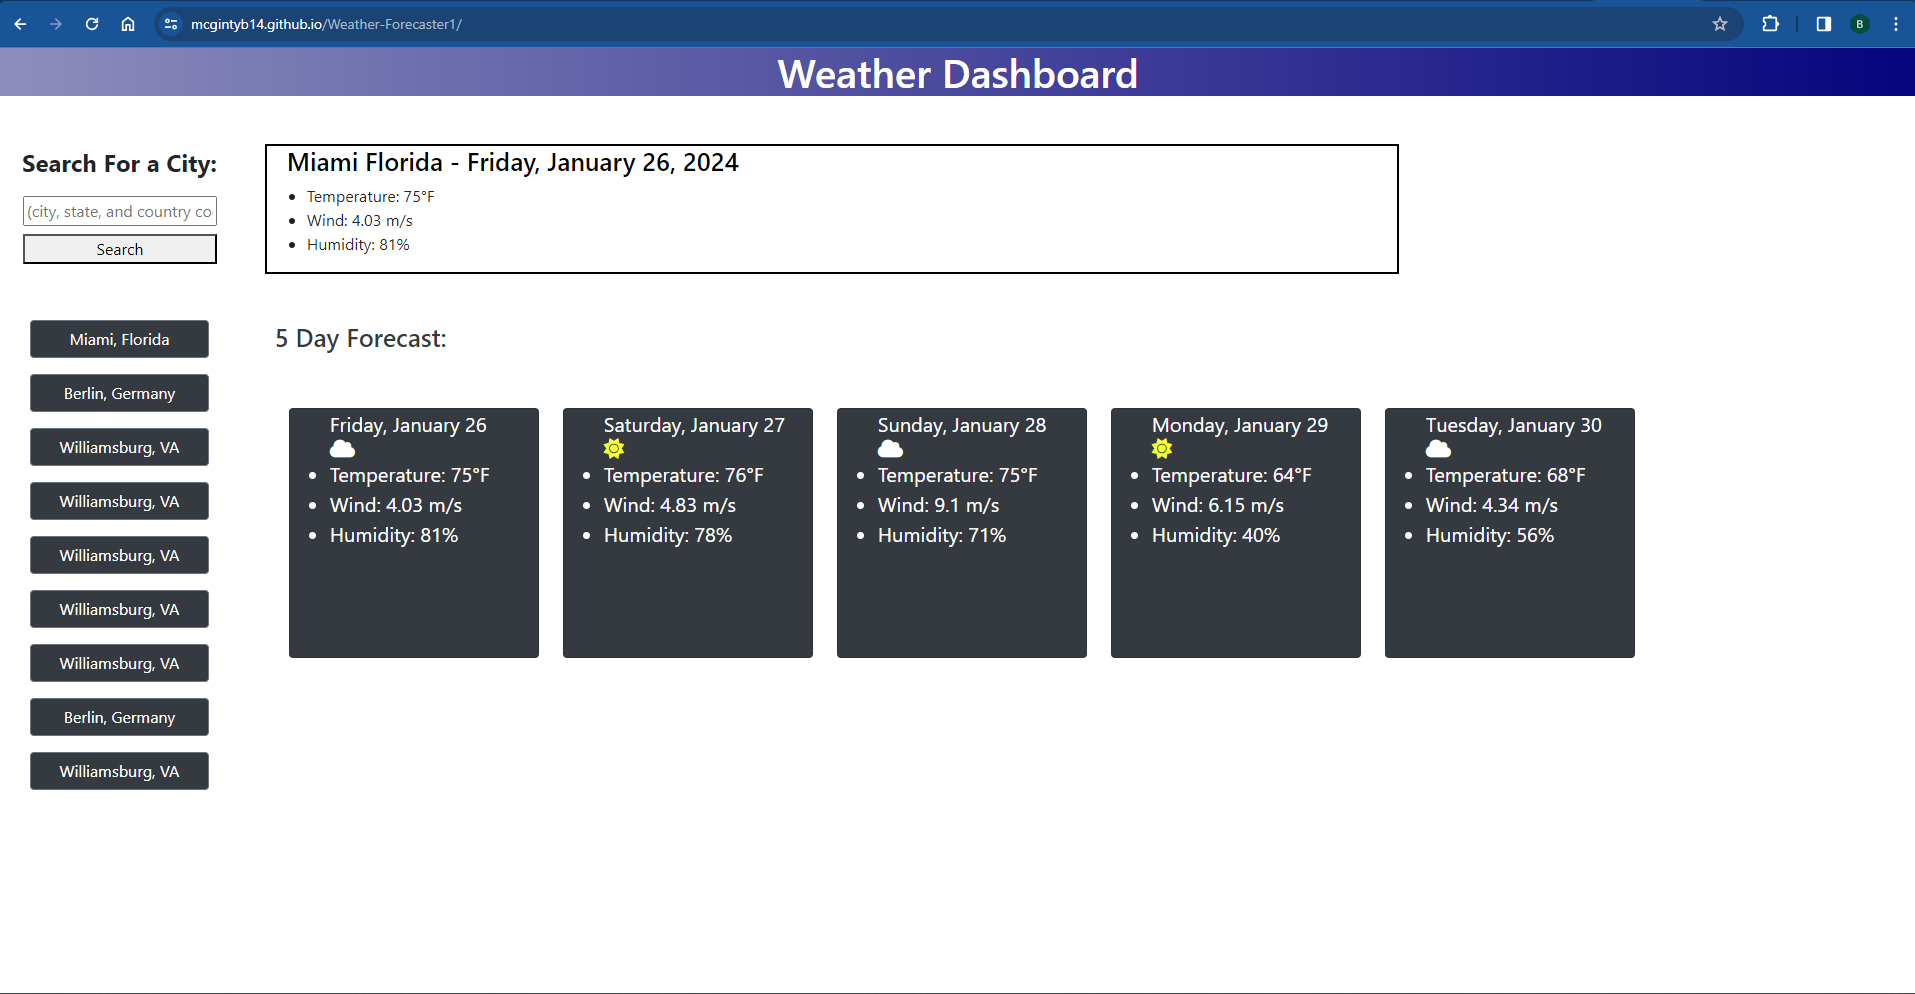 mcgintyb14.github.io/Weather-Forecaster1/
B
Weather Dashboard
Search For a City:
(city, state, and country co
Search
Miami, Florida
Berlin, Germany
Williamsburg, VA
Williamsburg, VA
Williamsburg, VA
Williamsburg, VA
Williamsburg, VA
Berlin, Germany
Williamsburg, VA
Miami Florida - Friday, January 26, 2024
Temperature: 75°F
Wind: 4.03 m/s
Humidity: 81%
5 Day Forecast:
Friday, January 26
Temperature: 75°F
Wind: 4.03 m/s
Humidity: 81%
Saturday, January 27
Temperature: 76°F
Wind: 4.83 m/s
Humidity: 78%
Sunday, January 28
Temperature: 75°F
Wind: 9.1 m/s
Humidity: 71%
Monday, January 29
Temperature: 64°F
Wind: 6.15 m/s
Humidity: 40%
Tuesday, January 30
Temperature: 68°F
Wind: 4.34 m/s
Humidity: 56%